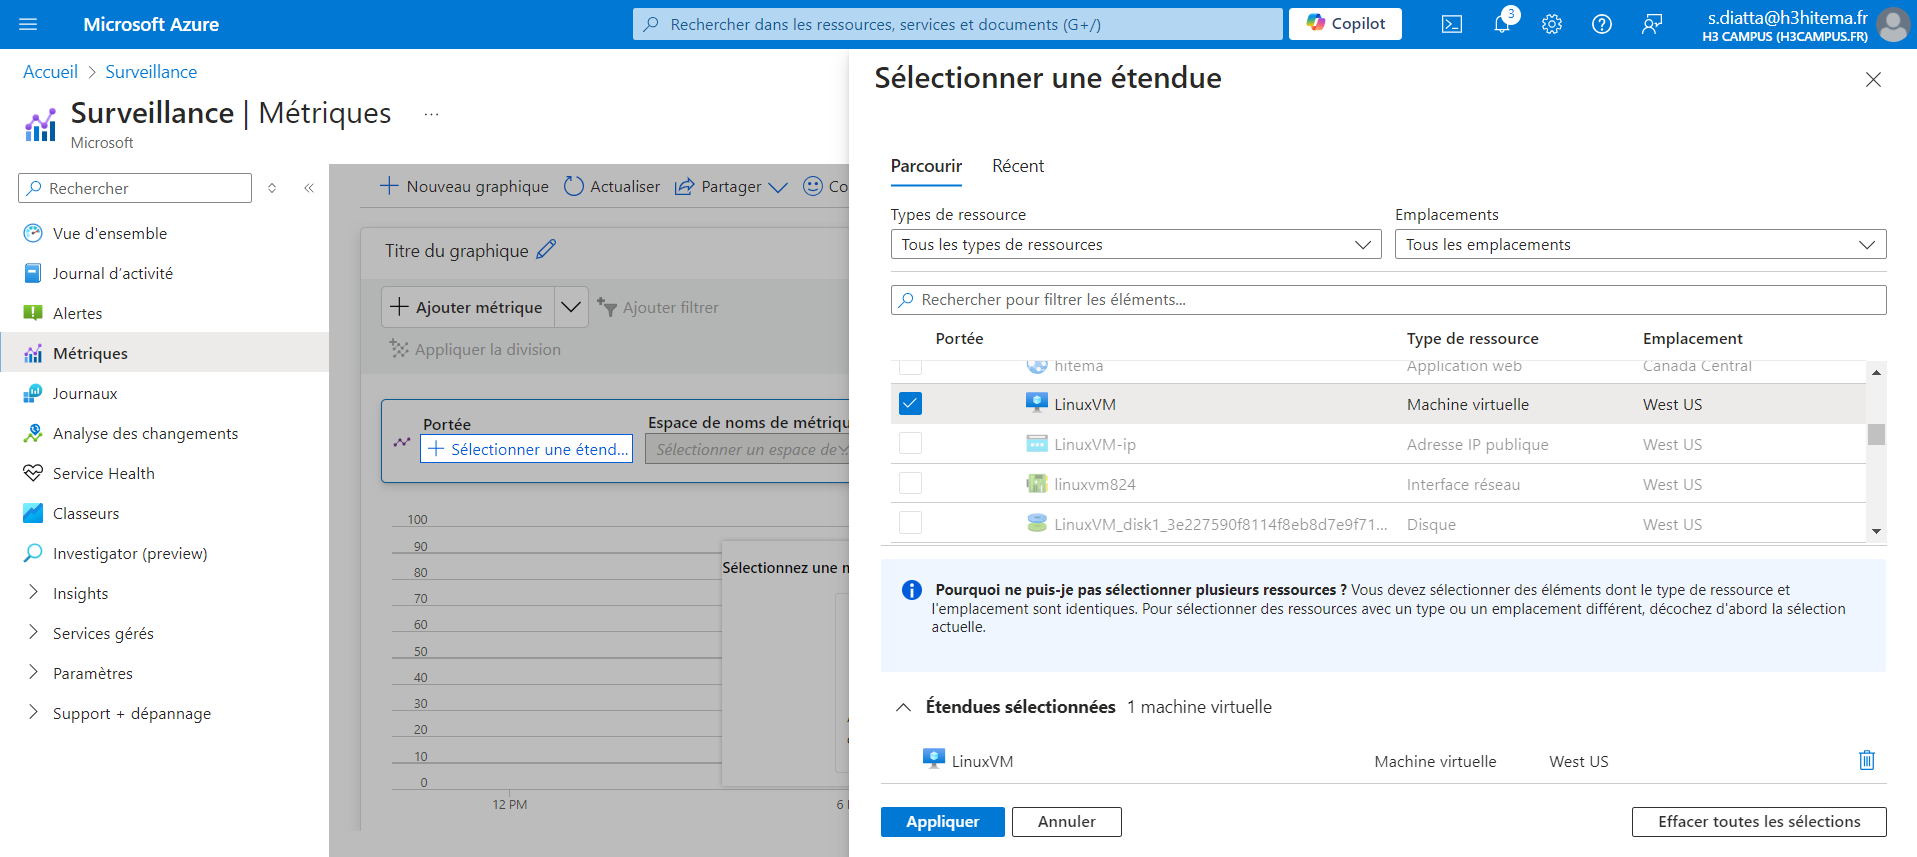 Microsoft Azure
Rechercher dans les ressources, services et documents (G+/)
Copilot
3
s.diatta@h3hitema.fr
H3 CAMPUS (H3CAMPUS.FR)
Accueil > Surveillance
Surveillance | Métriques
...
Microsoft
Rechercher
Vue d'ensemble
Journal d’activité
Alertes
Métriques
Journaux
Analyse des changements
Service Health
Classeurs
Investigator (preview)
Insights
Services gérés
Paramètres
Support + dépannage
Nouveau graphique
Actualiser
Partager
Co
Titre du graphique
Ajouter métrique
Ajouter filtrer
Appliquer la division
Portée
Espace de noms de métriqu
Sélectionner une étend...
Sélectionner un espace de
100
90
80
70
60
50
40
30
20
10
0
12 PM
6
Sélectionnez une
Sélectionner une étendue
Parcourir
Récent
Types de ressource
Emplacements
Tous les types de ressources
Tous les emplacements
Rechercher pour filtrer les éléments...
Portée Type de ressource Emplacement
hitema Application web Canada Central
LinuxVM Machine virtuelle West US
LinuxVM-ip Adresse IP publique West US
linuxvm824 Interface réseau West US
LinuxVM_disk1_3e227590f8114f8eb8d7e9f71... Disque West US
Pourquoi ne puis-je pas sélectionner plusieurs ressources ? Vous devez sélectionner des éléments dont le type de ressource et
l'emplacement sont identiques. Pour sélectionner des ressources avec un type ou un emplacement différent, décochez d'abord la sélection
actuelle.
Étendues sélectionnées 1 machine virtuelle
LinuxVM Machine virtuelle West US
Appliquer
Annuler
Effacer toutes les sélections